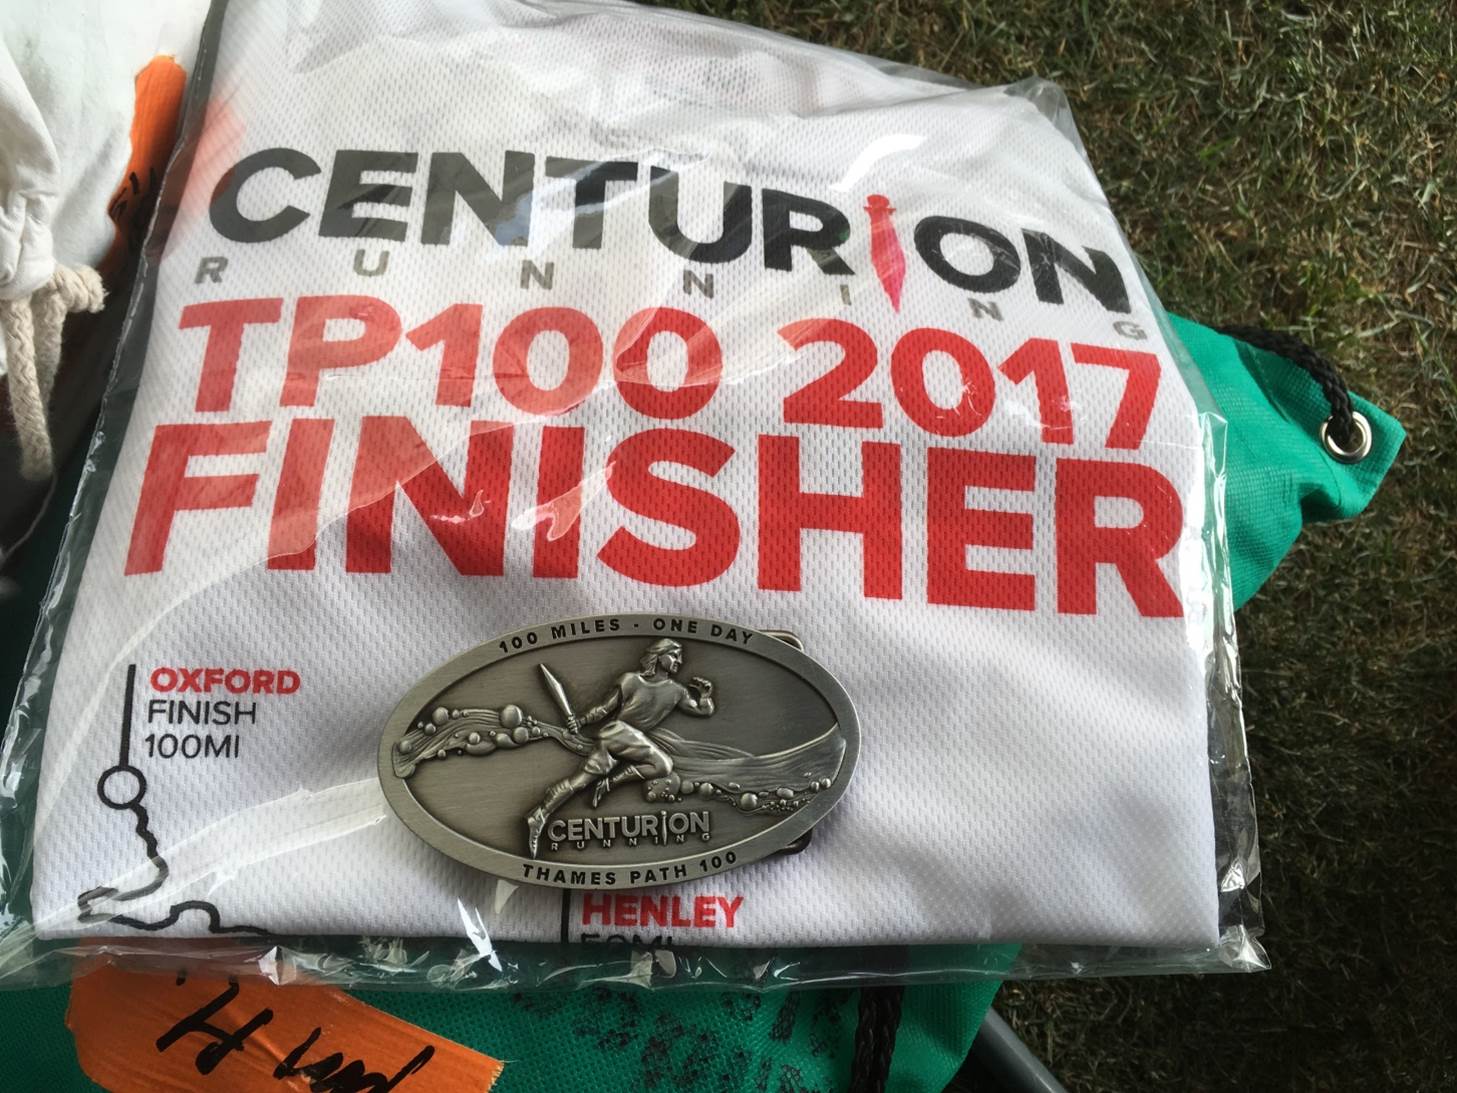 CENTURION
RUNNING
TP100 2017
FINISHER
OXFORD
FINISH
100MI
100 MILES - ONE DAY
CENTURION
RUNNING
THAMES PATH 100
HENLEY